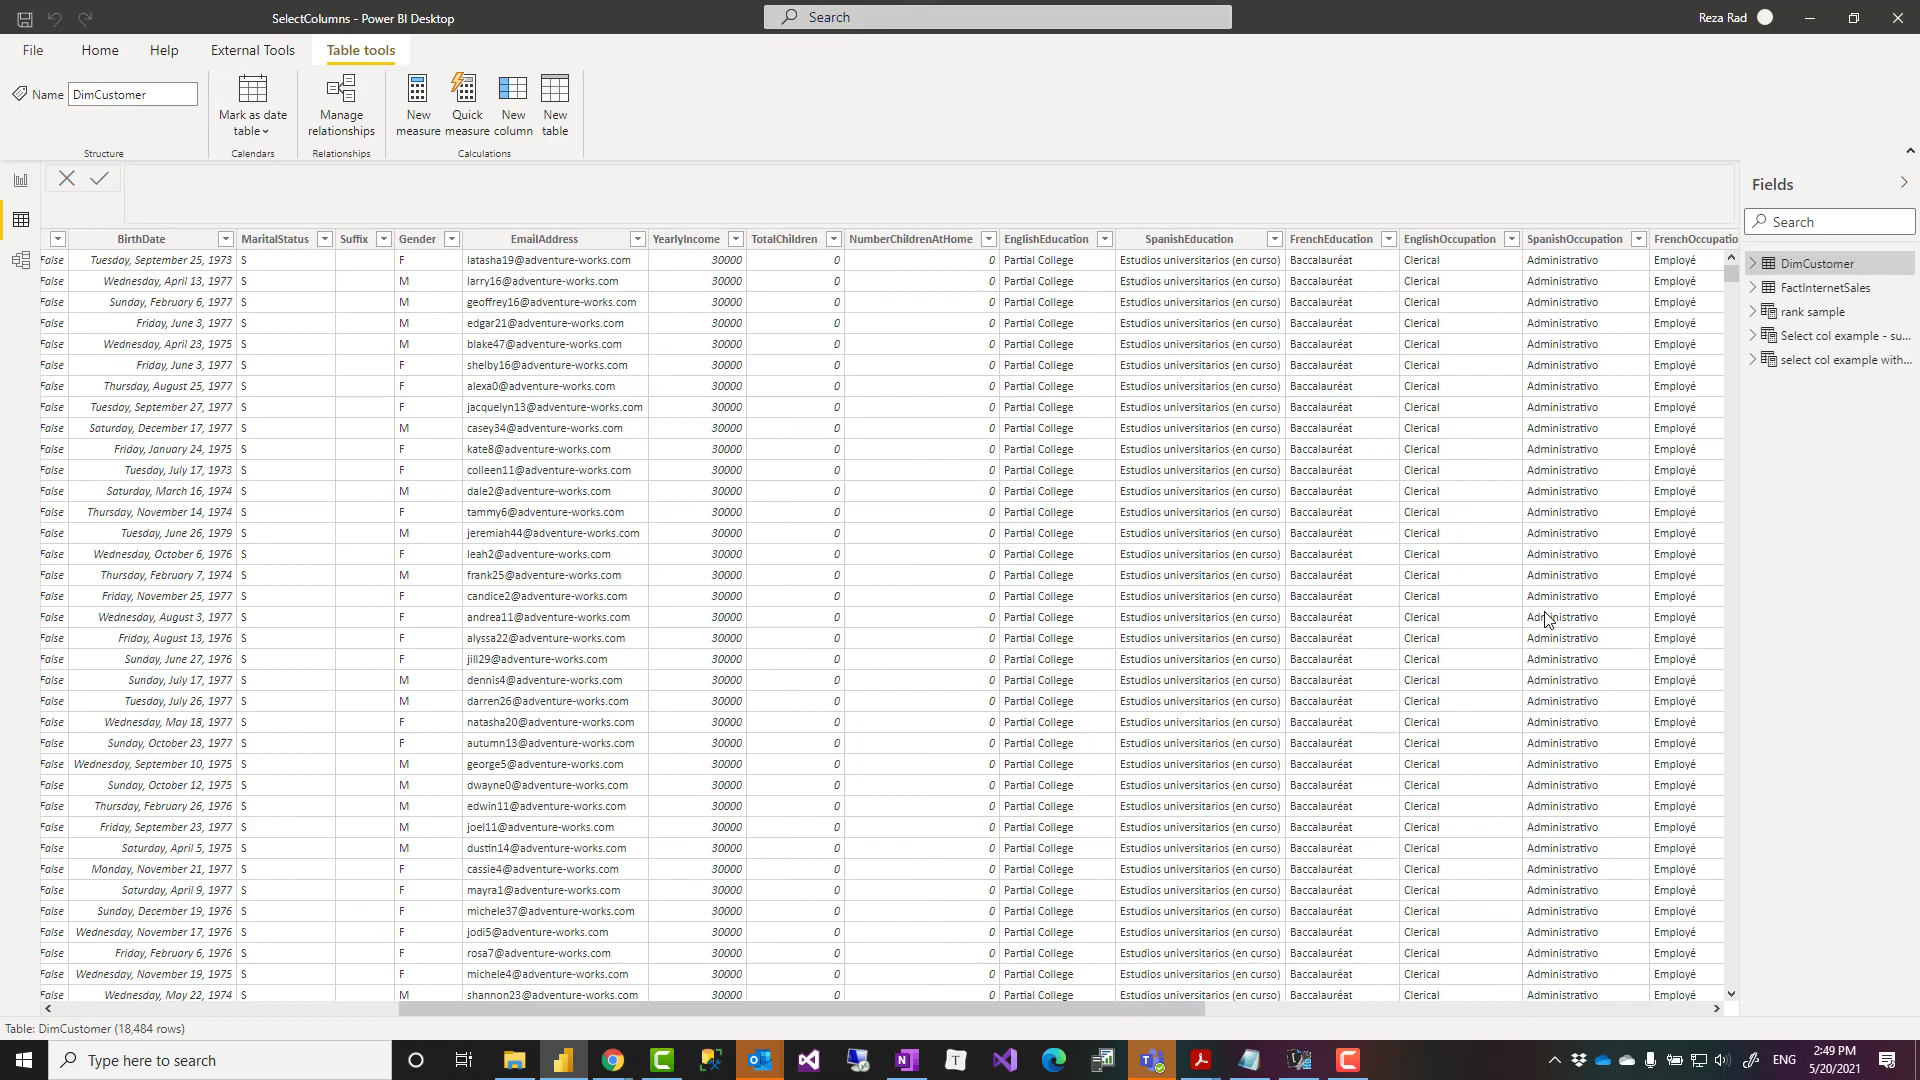 SelectColumns - Power BI Desktop
Search
Reza Rad
File Home Help External Tools Table tools
Name DimCustomer
Mark as date table
Manage relationships
New measure
Quick measure
New column
New table
Structure Calendars Relationships Calculations
Fields
Search
DimCustomer
FactInternetSales
rank sample
Select col example - su...
select col example with...
BirthDate MaritalStatus Suffix Gender EmailAddress YearlyIncome TotalChildren NumberChildrenAtHome EnglishEducation SpanishEducation FrenchEducation EnglishOccupation SpanishOccupation FrenchOccupatio
False Tuesday, September 25, 1973 S F latasha19@adventure-works.com 30000 0 0 Partial College Estudios universitarios (en curso) Baccalauréat Clerical Administrativo Employé
False Wednesday, April 13, 1977 S M larry16@adventure-works.com 30000 0 0 Partial College Estudios universitarios (en curso) Baccalauréat Clerical Administrativo Employé
False Sunday, February 6, 1977 S M geoffrey16@adventure-works.com 30000 0 0 Partial College Estudios universitarios (en curso) Baccalauréat Clerical Administrativo Employé
False Friday, June 3, 1977 S M edgar21@adventure-works.com 30000 0 0 Partial College Estudios universitarios (en curso) Baccalauréat Clerical Administrativo Employé
False Wednesday, April 23, 1975 S M blake47@adventure-works.com 30000 0 0 Partial College Estudios universitarios (en curso) Baccalauréat Clerical Administrativo Employé
False Friday, June 3, 1977 S F shelby16@adventure-works.com 30000 0 0 Partial College Estudios universitarios (en curso) Baccalauréat Clerical Administrativo Employé
False Thursday, August 25, 1977 S F alexa0@adventure-works.com 30000 0 0 Partial College Estudios universitarios (en curso) Baccalauréat Clerical Administrativo Employé
False Tuesday, September 27, 1977 S F jacquelyn13@adventure-works.com 30000 0 0 Partial College Estudios universitarios (en curso) Baccalauréat Clerical Administrativo Employé
False Saturday, December 17, 1977 S M casey34@adventure-works.com 30000 0 0 Partial College Estudios universitarios (en curso) Baccalauréat Clerical Administrativo Employé
False Friday, January 24, 1975 S F kate8@adventure-works.com 30000 0 0 Partial College Estudios universitarios (en curso) Baccalauréat Clerical Administrativo Employé
False Tuesday, July 17, 1973 S F colleen11@adventure-works.com 30000 0 0 Partial College Estudios universitarios (en curso) Baccalauréat Clerical Administrativo Employé
False Saturday, March 16, 1974 S M dale2@adventure-works.com 30000 0 0 Partial College Estudios universitarios (en curso) Baccalauréat Clerical Administrativo Employé
False Thursday, November 14, 1974 S F tammy6@adventure-works.com 30000 0 0 Partial College Estudios universitarios (en curso) Baccalauréat Clerical Administrativo Employé
False Tuesday, June 26, 1979 S M jeremiah44@adventure-works.com 30000 0 0 Partial College Estudios universitarios (en curso) Baccalauréat Clerical Administrativo Employé
False Wednesday, October 6, 1976 S F leah2@adventure-works.com 30000 0 0 Partial College Estudios universitarios (en curso) Baccalauréat Clerical Administrativo Employé
False Thursday, February 7, 1974 S M frank25@adventure-works.com 30000 0 0 Partial College Estudios universitarios (en curso) Baccalauréat Clerical Administrativo Employé
False Friday, November 25, 1977 S F candice2@adventure-works.com 30000 0 0 Partial College Estudios universitarios (en curso) Baccalauréat Clerical Administrativo Employé
False Wednesday, August 3, 1977 S F andrea11@adventure-works.com 30000 0 0 Partial College Estudios universitarios (en curso) Baccalauréat Clerical Administrativo Employé
False Friday, August 13, 1976 S F alyssa22@adventure-works.com 30000 0 0 Partial College Estudios universitarios (en curso) Baccalauréat Clerical Administrativo Employé
False Sunday, June 27, 1976 S F jill29@adventure-works.com 30000 0 0 Partial College Estudios universitarios (en curso) Baccalauréat Clerical Administrativo Employé
False Sunday, July 17, 1977 S M dennis4@adventure-works.com 30000 0 0 Partial College Estudios universitarios (en curso) Baccalauréat Clerical Administrativo Employé
False Tuesday, July 26, 1977 S M darren26@adventure-works.com 30000 0 0 Partial College Estudios universitarios (en curso) Baccalauréat Clerical Administrativo Employé
False Wednesday, May 18, 1977 S F natasha20@adventure-works.com 30000 0 0 Partial College Estudios universitarios (en curso) Baccalauréat Clerical Administrativo Employé
False Sunday, October 23, 1977 S F autumn13@adventure-works.com 30000 0 0 Partial College Estudios universitarios (en curso) Baccalauréat Clerical Administrativo Employé
False Wednesday, September 10, 1975 S M george5@adventure-works.com 30000 0 0 Partial College Estudios universitarios (en curso) Baccalauréat Clerical Administrativo Employé
False Sunday, October 12, 1975 S M dwayne0@adventure-works.com 30000 0 0 Partial College Estudios universitarios (en curso) Baccalauréat Clerical Administrativo Employé
False Thursday, February 26, 1976 S M edwin11@adventure-works.com 30000 0 0 Partial College Estudios universitarios (en curso) Baccalauréat Clerical Administrativo Employé
False Friday, September 23, 1977 S M joel11@adventure-works.com 30000 0 0 Partial College Estudios universitarios (en curso) Baccalauréat Clerical Administrativo Employé
False Saturday, April 5, 1975 S M dustin14@adventure-works.com 30000 0 0 Partial College Estudios universitarios (en curso) Baccalauréat Clerical Administrativo Employé
False Monday, November 21, 1977 S F cassie4@adventure-works.com 30000 0 0 Partial College Estudios universitarios (en curso) Baccalauréat Clerical Administrativo Employé
False Saturday, April 9, 1977 S F mayra1@adventure-works.com 30000 0 0 Partial College Estudios universitarios (en curso) Baccalauréat Clerical Administrativo Employé
False Sunday, December 19, 1976 S F michele37@adventure-works.com 30000 0 0 Partial College Estudios universitarios (en curso) Baccalauréat Clerical Administrativo Employé
False Wednesday, November 17, 1976 S F jodi5@adventure-works.com 30000 0 0 Partial College Estudios universitarios (en curso) Baccalauréat Clerical Administrativo Employé
False Friday, February 6, 1976 S F rosa7@adventure-works.com 30000 0 0 Partial College Estudios universitarios (en curso) Baccalauréat Clerical Administrativo Employé
False Wednesday, November 19, 1975 S F michele4@adventure-works.com 30000 0 0 Partial College Estudios universitarios (en curso) Baccalauréat Clerical Administrativo Employé
False Wednesday, May 22, 1974 S M shannon23@adventure-works.com 30000 0 0 Partial College Estudios universitarios (en curso) Baccalauréat Clerical Administrativo Employé
Table: DimCustomer (18,484 rows)
Type here to search
ENG
2:49 PM
5/20/2021